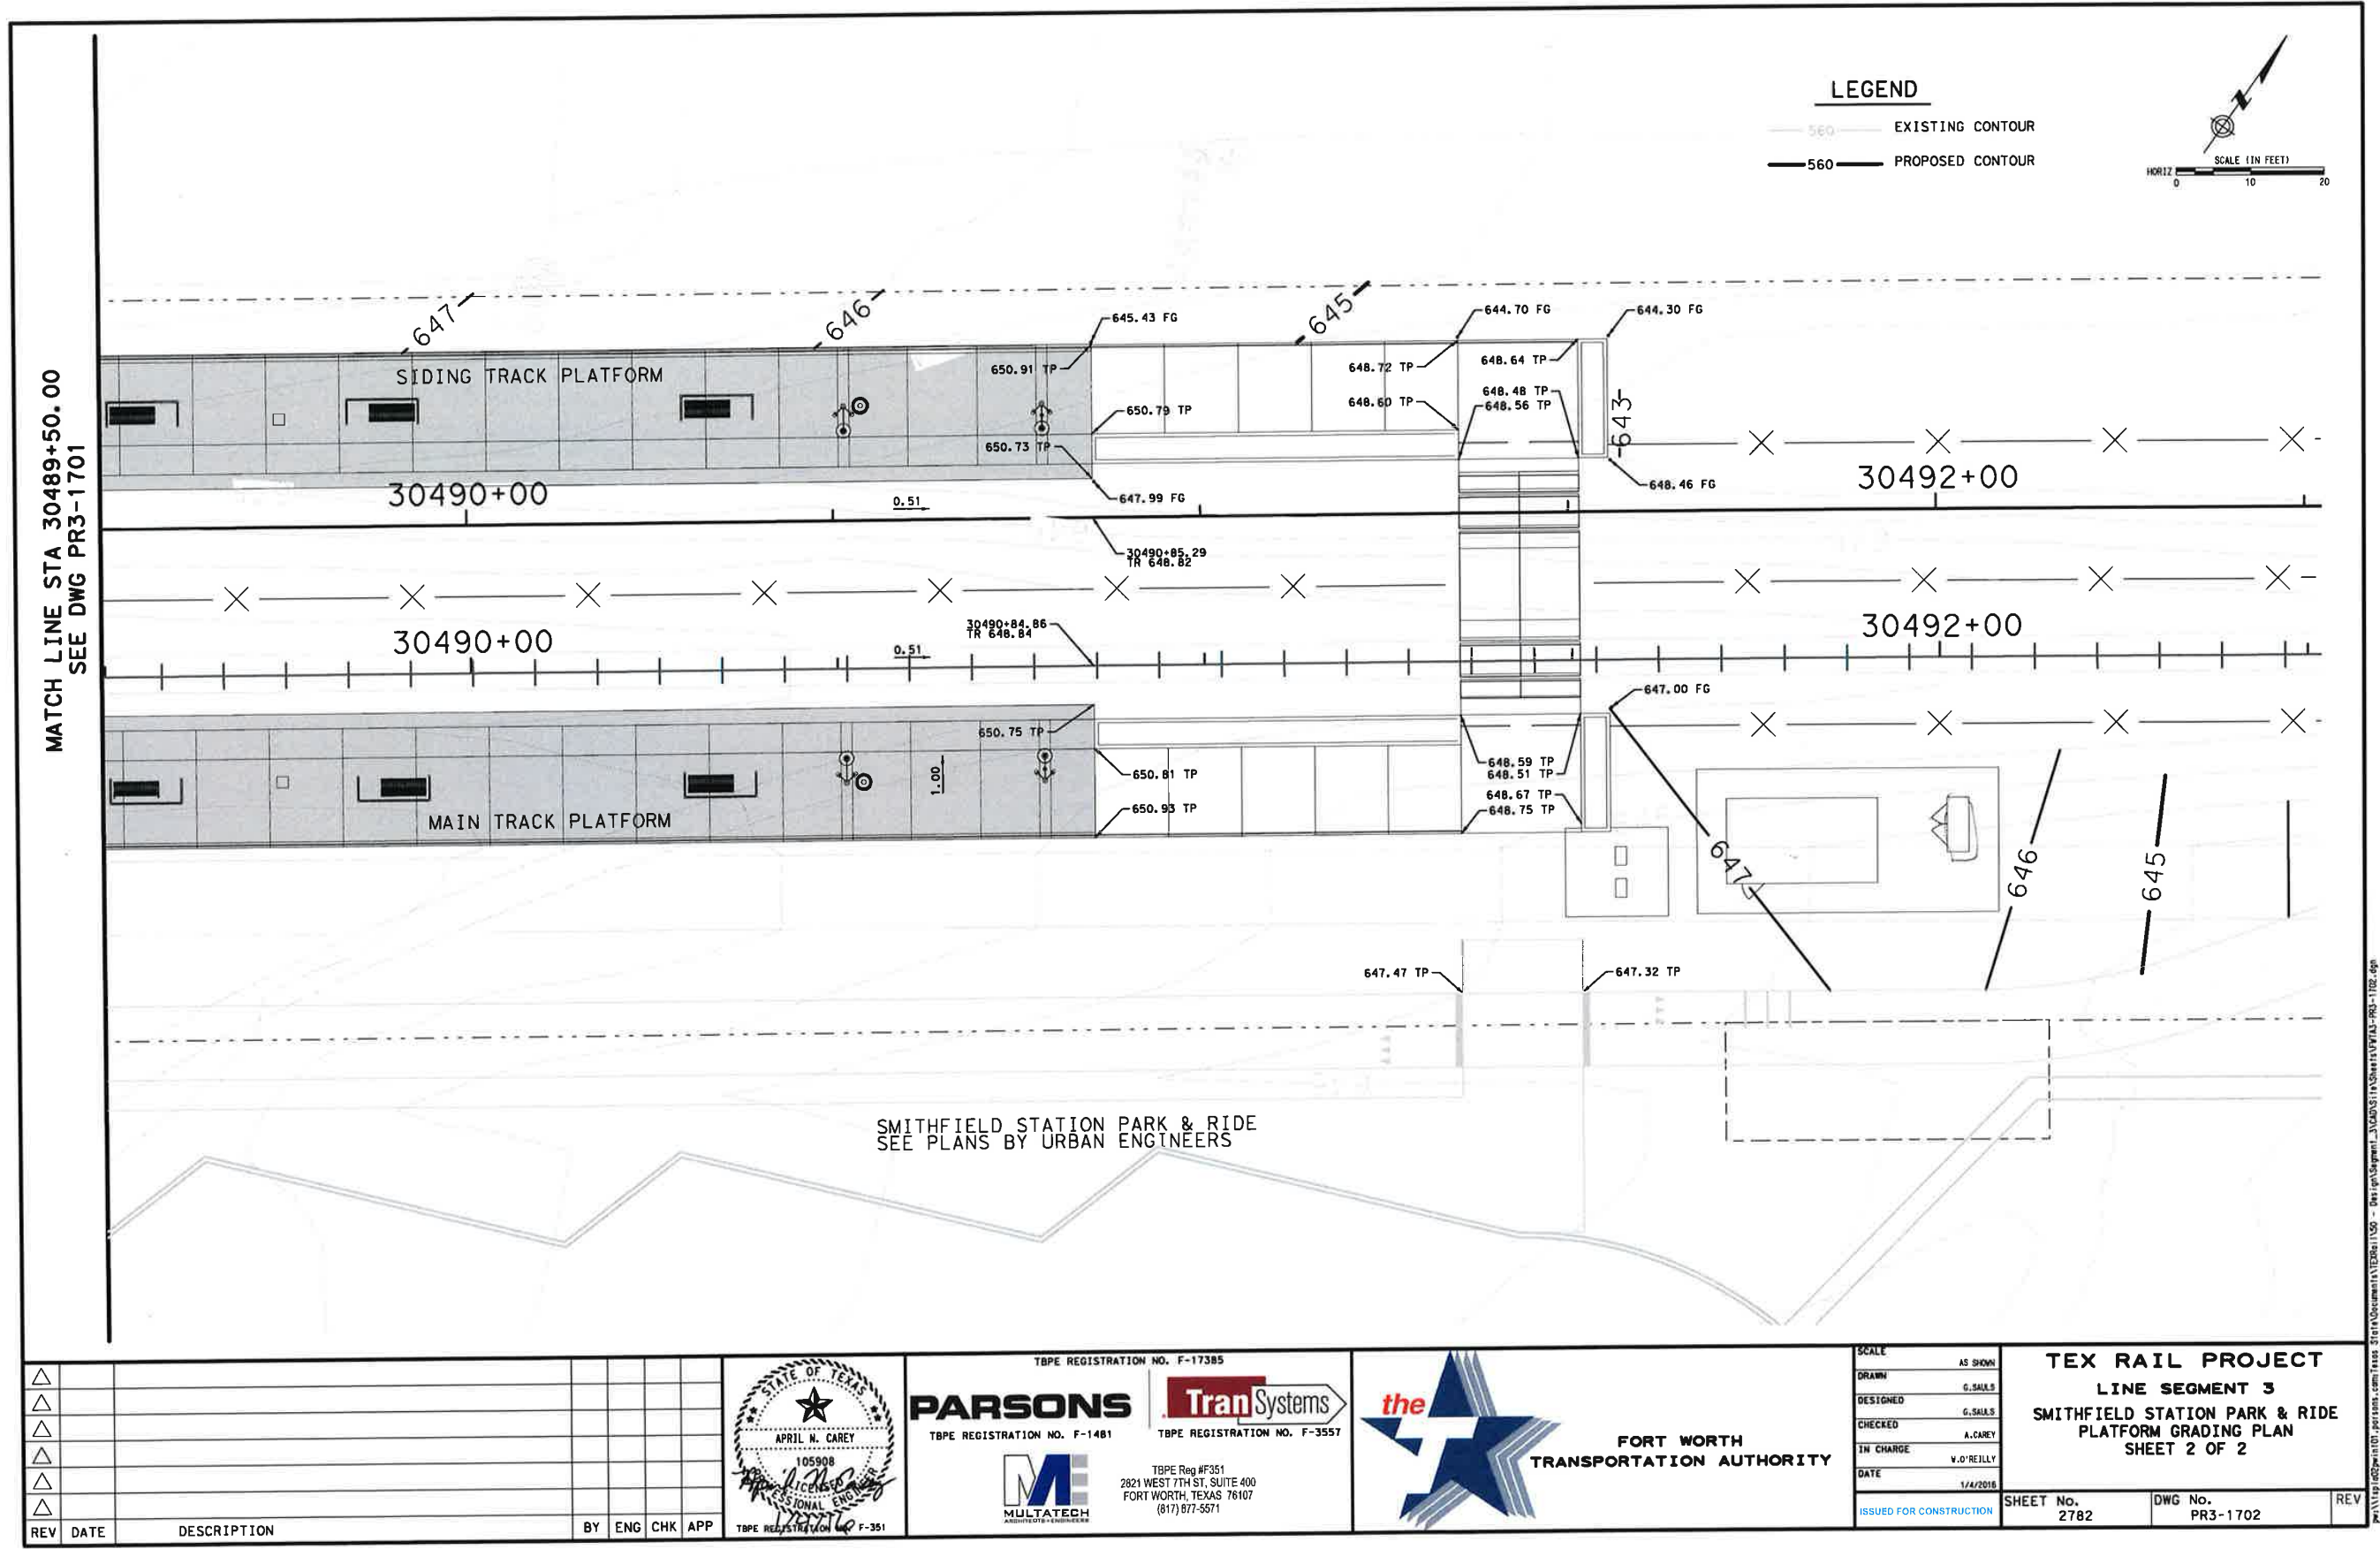 LEGEND
560 EXISTING CONTOUR
560 PROPOSED CONTOUR
N
SCALE (IN FEET)
HORIZ
0 10 20
MATCH LINE STA 30489+50.00
SEE DWG PR3-1701
647
646
645
645.43 FG
644.70 FG
644.30 FG
SIDING TRACK PLATFORM
650.91 TP
648.72 TP
648.64 TP
650.79 TP
648.60 TP
648.48 TP
648.56 TP
643
650.73 TP
647.99 FG
648.46 FG
30490+00
0.51
30492+00
30490+85.29
TR 648.82
30490+84.86
TR 648.84
30490+00
0.51
30492+00
647.00 FG
650.75 TP
650.81 TP
1.00
650.93 TP
648.59 TP
648.51 TP
648.67 TP
648.75 TP
MAIN TRACK PLATFORM
647
646
645
647.47 TP
647.32 TP
SMITHFIELD STATION PARK & RIDE
SEE PLANS BY URBAN ENGINEERS
REV DATE DESCRIPTION BY ENG CHK APP
STATE OF TEXAS
APRIL N. CAREY
105908
TBPE REGISTRATION NO. F-351
TBPE REGISTRATION NO. F-17385
PARSONS
TBPE REGISTRATION NO. F-1481
TranSystems
TBPE REGISTRATION NO. F-3557
ME
MULTATECH
ARCHITECTS • ENGINEERS
TBPE Reg #F351
2821 WEST 7TH ST, SUITE 400
FORT WORTH, TEXAS 76107
(817) 877-5571
the T
FORT WORTH
TRANSPORTATION AUTHORITY
SCALE
AS SHOWN
DRAWN
G.SAULS
DESIGNED
G.SAULS
CHECKED
A.CAREY
IN CHARGE
W.O'REILLY
DATE
1/4/2016
ISSUED FOR CONSTRUCTION
TEX RAIL PROJECT
LINE SEGMENT 3
SMITHFIELD STATION PARK & RIDE
PLATFORM GRADING PLAN
SHEET 2 OF 2
SHEET No.
2782
DWG No.
PR3-1702
REV